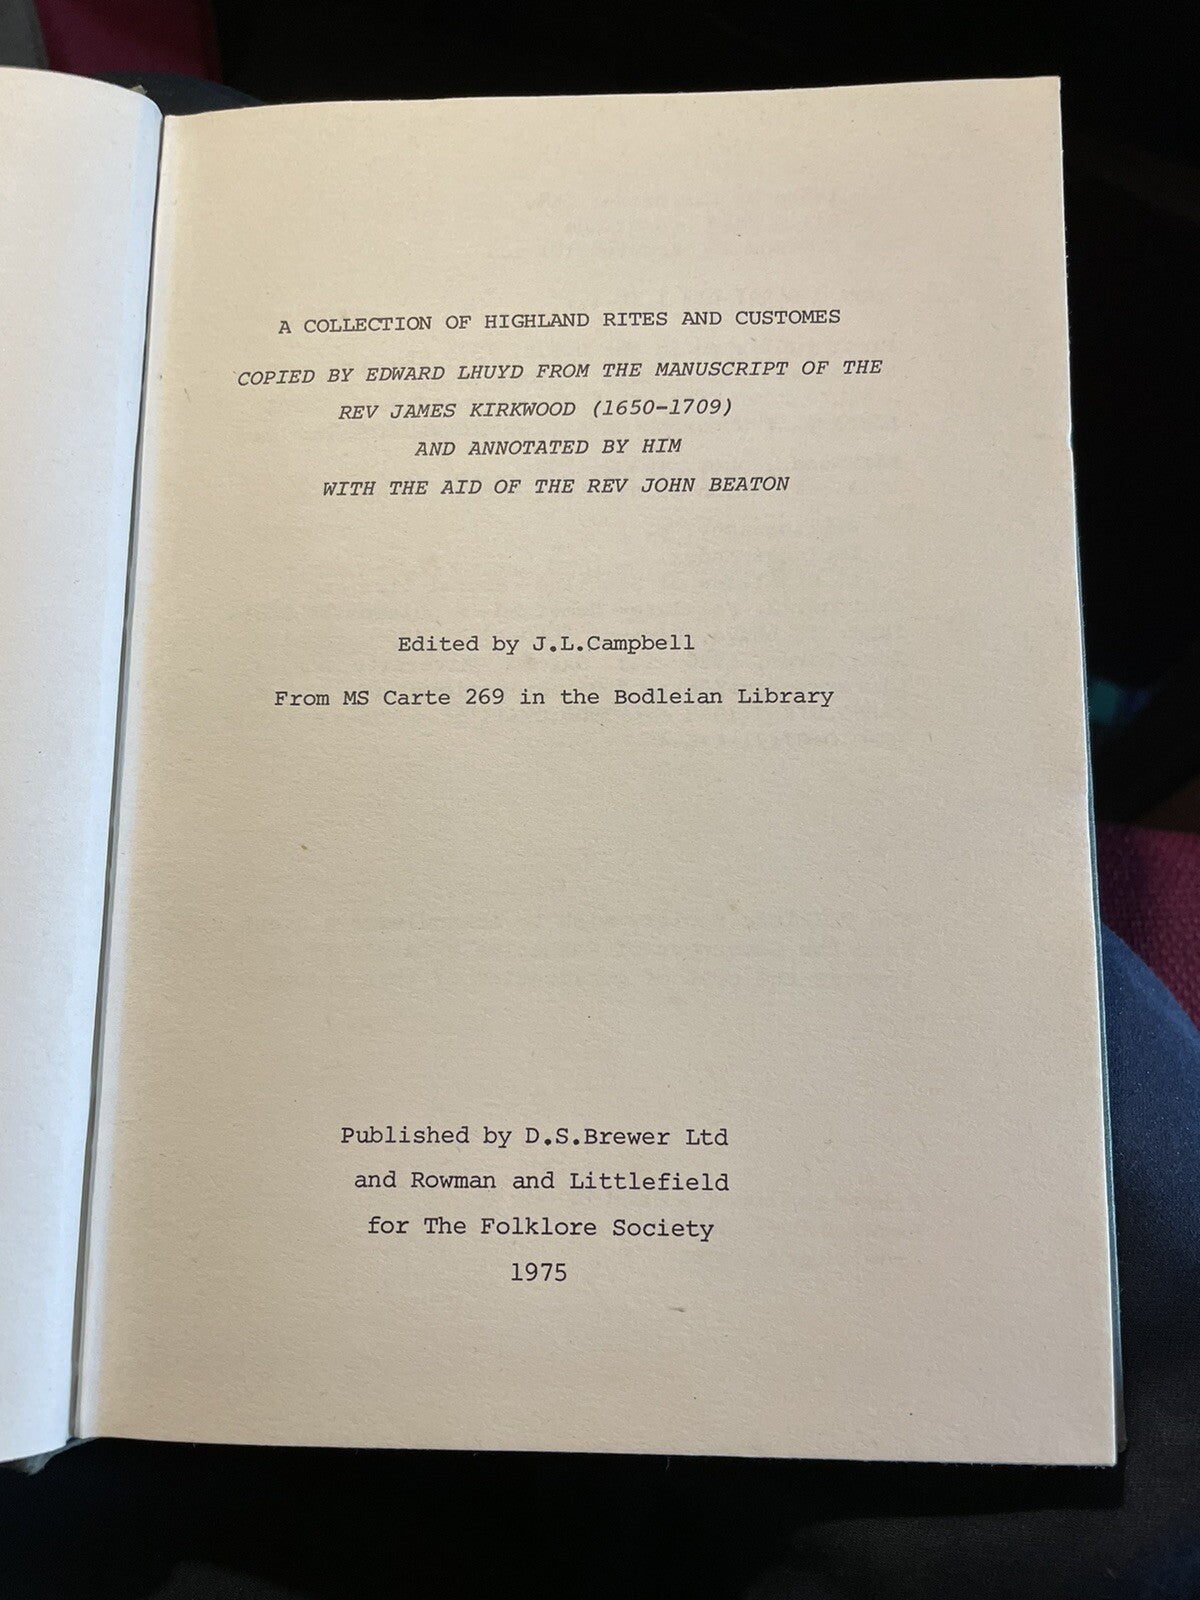 A COLLECTION OF HIGHLAND RITES AND CUSTOMES
COPIED BY EDWARD LHUYD FROM THE MANUSCRIPT OF THE
REV JAMES KIRKWOOD (1650-1709)
AND ANNOTATED BY HIM
WITH THE AID OF THE REV JOHN BEATON
Edited by J.L.Campbell
From MS Carte 269 in the Bodleian Library
Published by D.S.Brewer Ltd
and Rowman and Littlefield
for The Folklore Society
1975